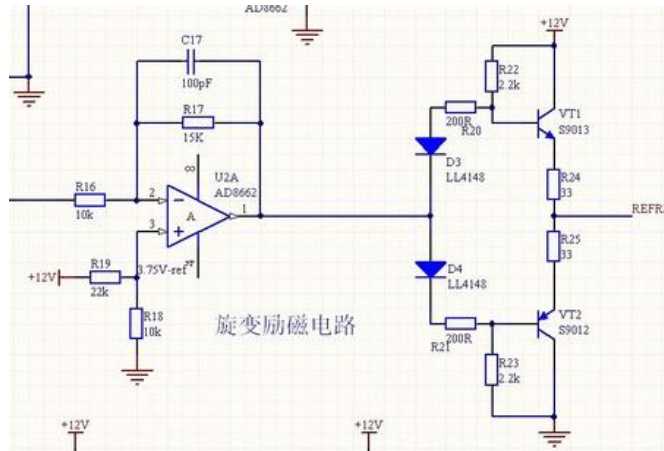 AD8662
+12V
C17
100pF
R22
2.2k
R17
15K
200R
R20
VT1
S9013
D3
LL4148
U2A
AD8662
R16
10k
2
3
1
8
A
R24
33
REFR
R25
33
+12V
R19
22k
3.75V-ref
4
D4
LL4148
R18
10k
旋变励磁电路
200R
R21
VT2
S9012
R23
2.2k
+12V
+12V